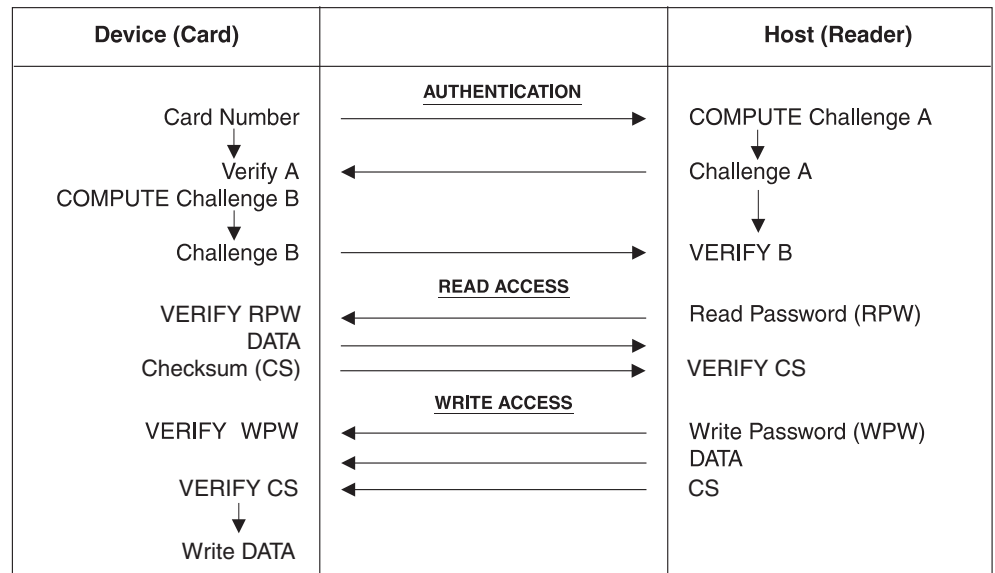 Device (Card) Host (Reader)
AUTHENTICATION
Card Number COMPUTE Challenge A
Verify A Challenge A
COMPUTE Challenge B
Challenge B VERIFY B
READ ACCESS
VERIFY RPW Read Password (RPW)
DATA
Checksum (CS) VERIFY CS
WRITE ACCESS
VERIFY WPW Write Password (WPW)
DATA
VERIFY CS CS
Write DATA